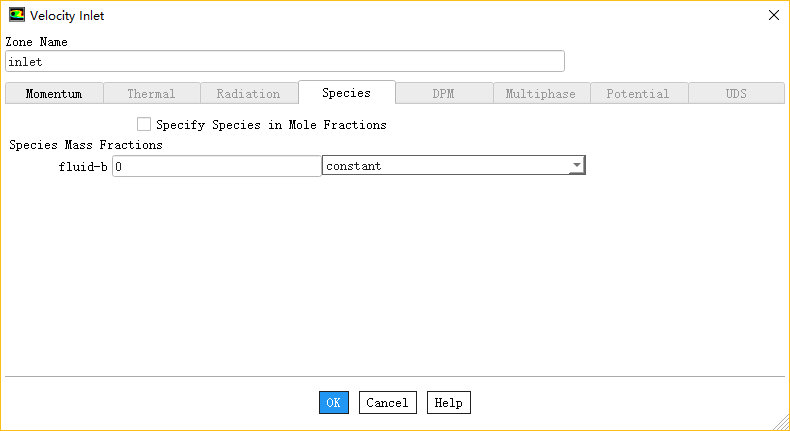 Velocity Inlet
Zone Name
inlet
Momentum Thermal Radiation Species DPM Multiphase Potential UDS
Specify Species in Mole Fractions
Species Mass Fractions
fluid-b 0 constant
OK Cancel Help